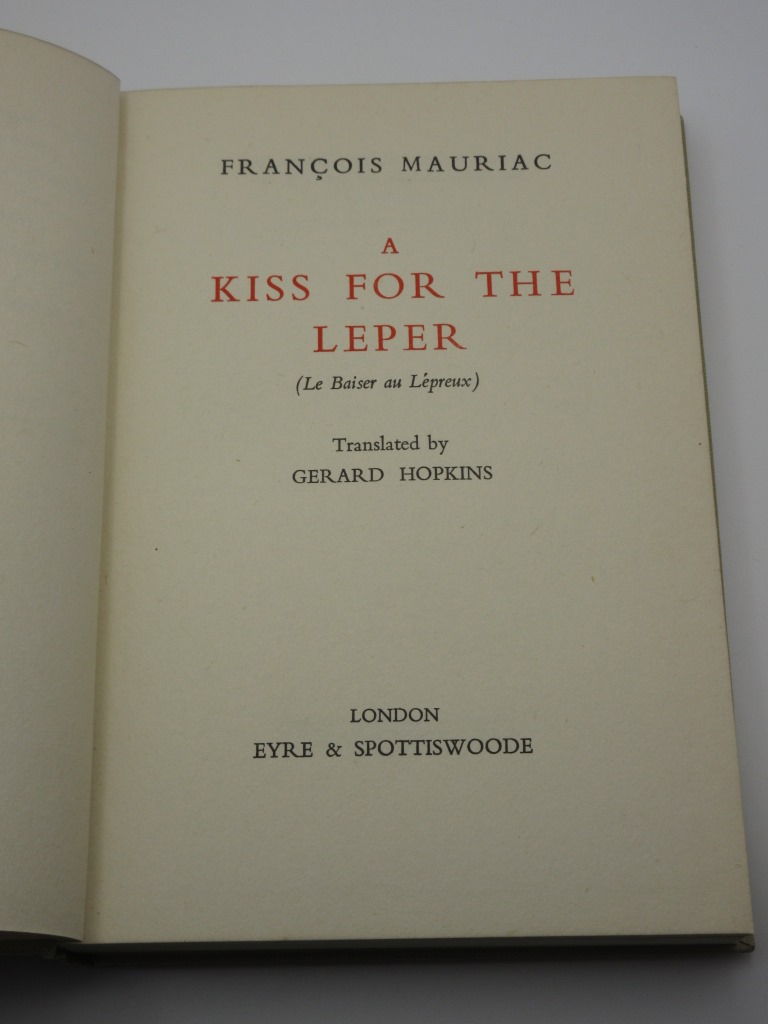 FRANÇOIS MAURIAC
A
KISS FOR THE
LEPER
(Le Baiser au Lépreux)
Translated by
GERARD HOPKINS
LONDON
EYRE & SPOTTISWOODE